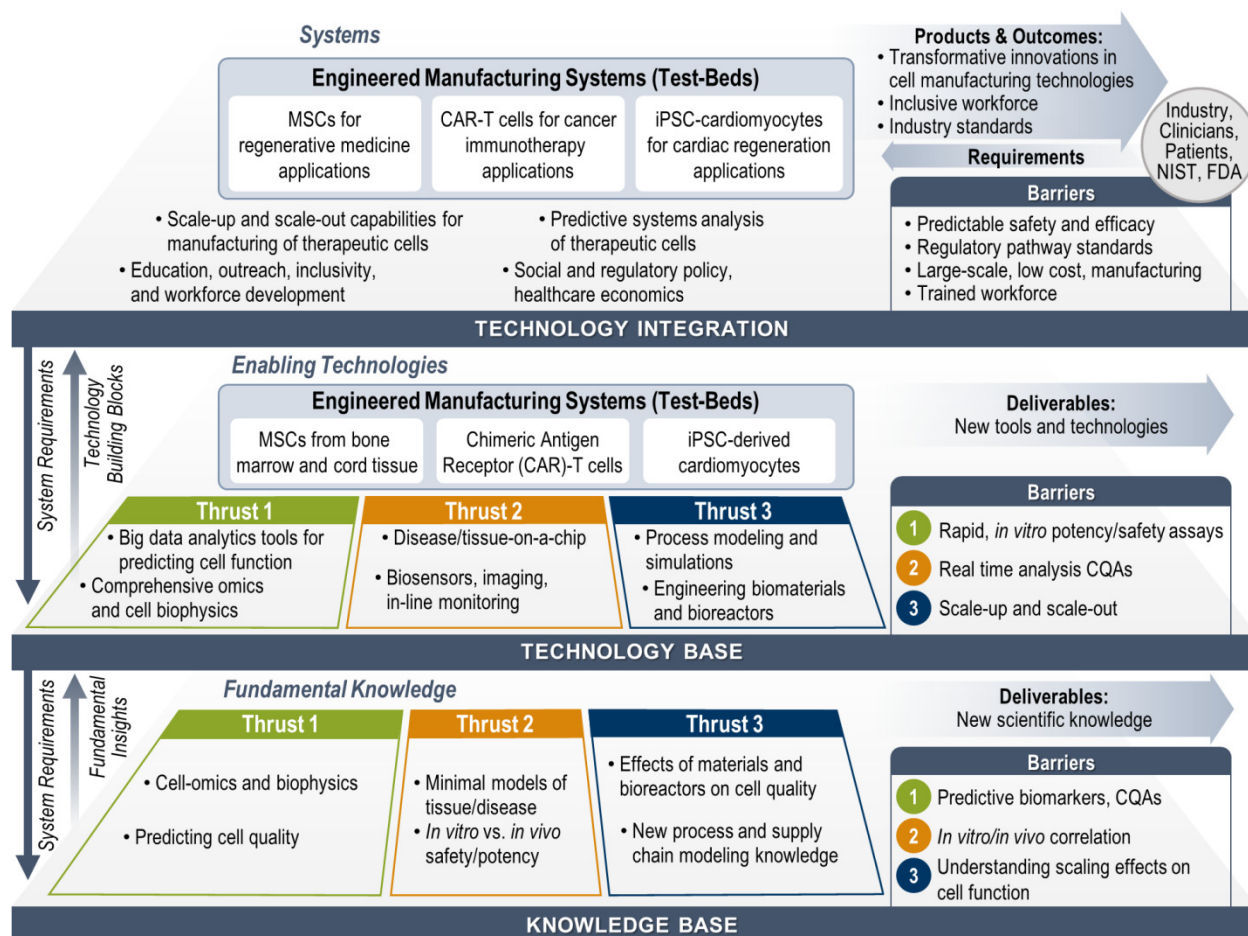 Systems
Engineered Manufacturing Systems (Test-Beds)
MSCs for
regenerative medicine
applications
CAR-T cells for cancer
immunotherapy
applications
iPSC-cardiomyocytes
for cardiac regeneration
applications
• Scale-up and scale-out capabilities for
manufacturing of therapeutic cells
• Education, outreach, inclusivity,
and workforce development
• Predictive systems analysis
of therapeutic cells
• Social and regulatory policy,
healthcare economics
Products & Outcomes:
• Transformative innovations in
cell manufacturing technologies
• Inclusive workforce
• Industry standards
Industry,
Clinicians,
Patients,
NIST, FDA
Requirements
Barriers
• Predictable safety and efficacy
• Regulatory pathway standards
• Large-scale, low cost, manufacturing
• Trained workforce
TECHNOLOGY INTEGRATION
System Requirements
Technology
Building Blocks
Enabling Technologies
Engineered Manufacturing Systems (Test-Beds)
MSCs from bone
marrow and cord tissue
Chimeric Antigen
Receptor (CAR)-T cells
iPSC-derived
cardiomyocytes
Thrust 1
• Big data analytics tools for
predicting cell function
• Comprehensive omics
and cell biophysics
Thrust 2
• Disease/tissue-on-a-chip
• Biosensors, imaging,
in-line monitoring
Thrust 3
• Process modeling and
simulations
• Engineering biomaterials
and bioreactors
Deliverables:
New tools and technologies
Barriers
1 Rapid, in vitro potency/safety assays
2 Real time analysis CQAs
3 Scale-up and scale-out
TECHNOLOGY BASE
System Requirements
Fundamental
Insights
Fundamental Knowledge
Thrust 1
• Cell-omics and biophysics
• Predicting cell quality
Thrust 2
• Minimal models of
tissue/disease
• In vitro vs. in vivo
safety/potency
Thrust 3
• Effects of materials and
bioreactors on cell quality
• New process and supply
chain modeling knowledge
Deliverables:
New scientific knowledge
Barriers
1 Predictive biomarkers, CQAs
2 In vitro/in vivo correlation
3 Understanding scaling effects on
cell function
KNOWLEDGE BASE